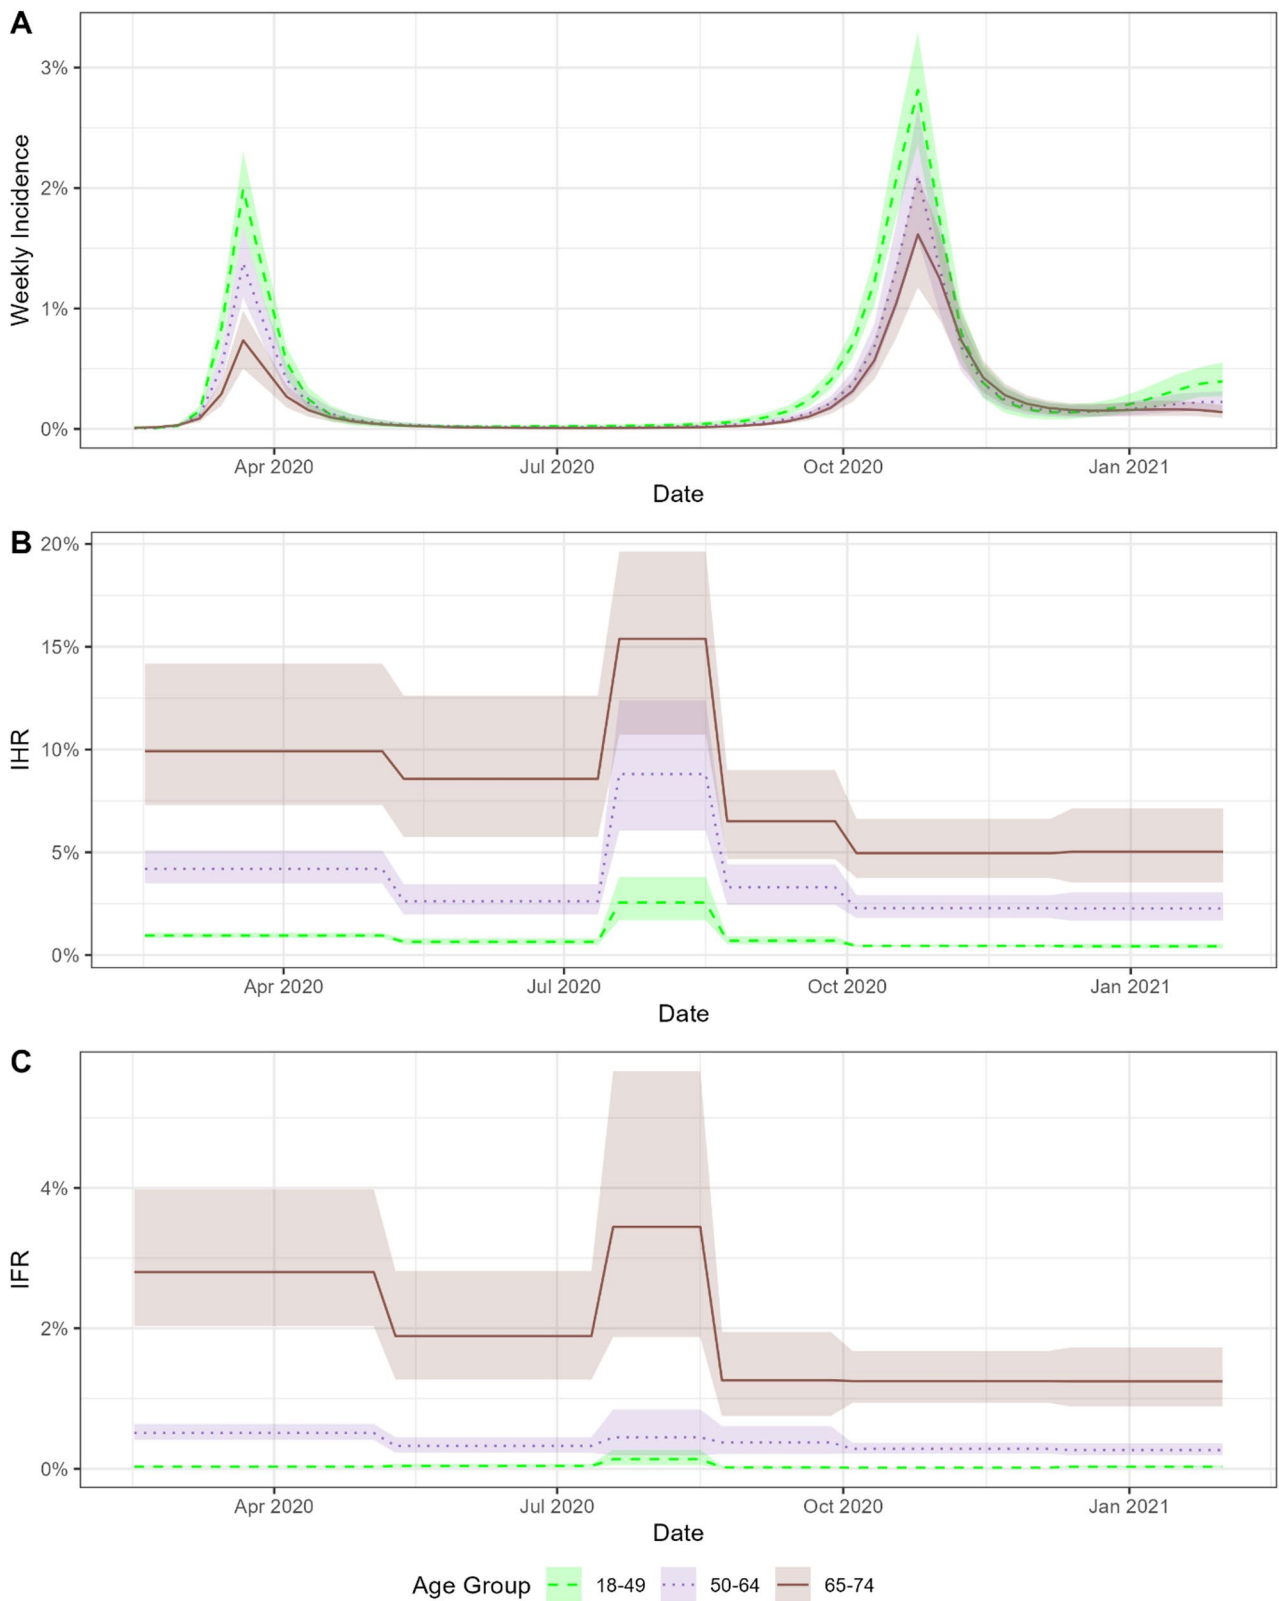 A
3%
2%
1%
0%
Weekly Incidence
Apr 2020 Jul 2020 Oct 2020 Jan 2021
Date
B
20%
15%
10%
5%
0%
IHR
Apr 2020 Jul 2020 Oct 2020 Jan 2021
Date
C
4%
2%
0%
IFR
Apr 2020 Jul 2020 Oct 2020 Jan 2021
Date
Age Group 18-49 50-64 65-74